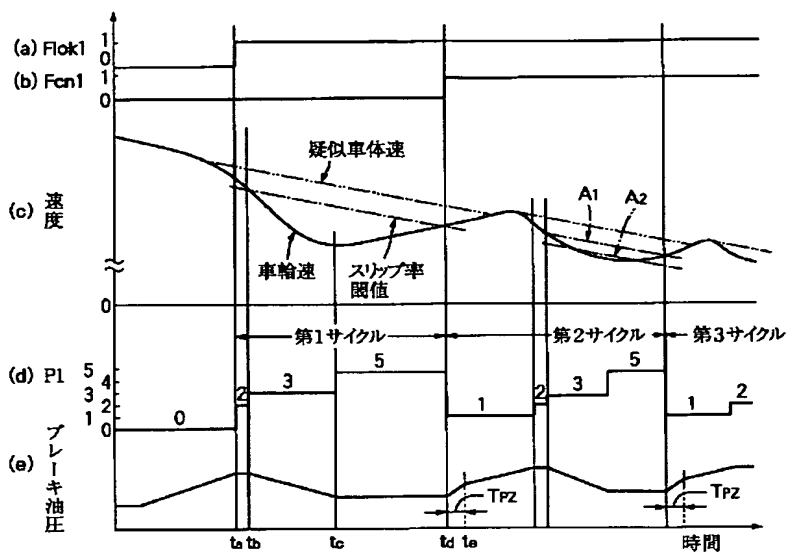 (a) Flok1 1 0
(b) Fcn1 1 0
疑似車体速
A1 A2
(c) 速度
車輪速
スリップ率
閾値
0
第1サイクル 第2サイクル 第3サイクル
(d) P1 5 4 3 2 1 0
0 2 3 5 1 2 3 5 1 2
(e) ブレーキ油圧
TPZ TPZ
ta tb tc td te 時間